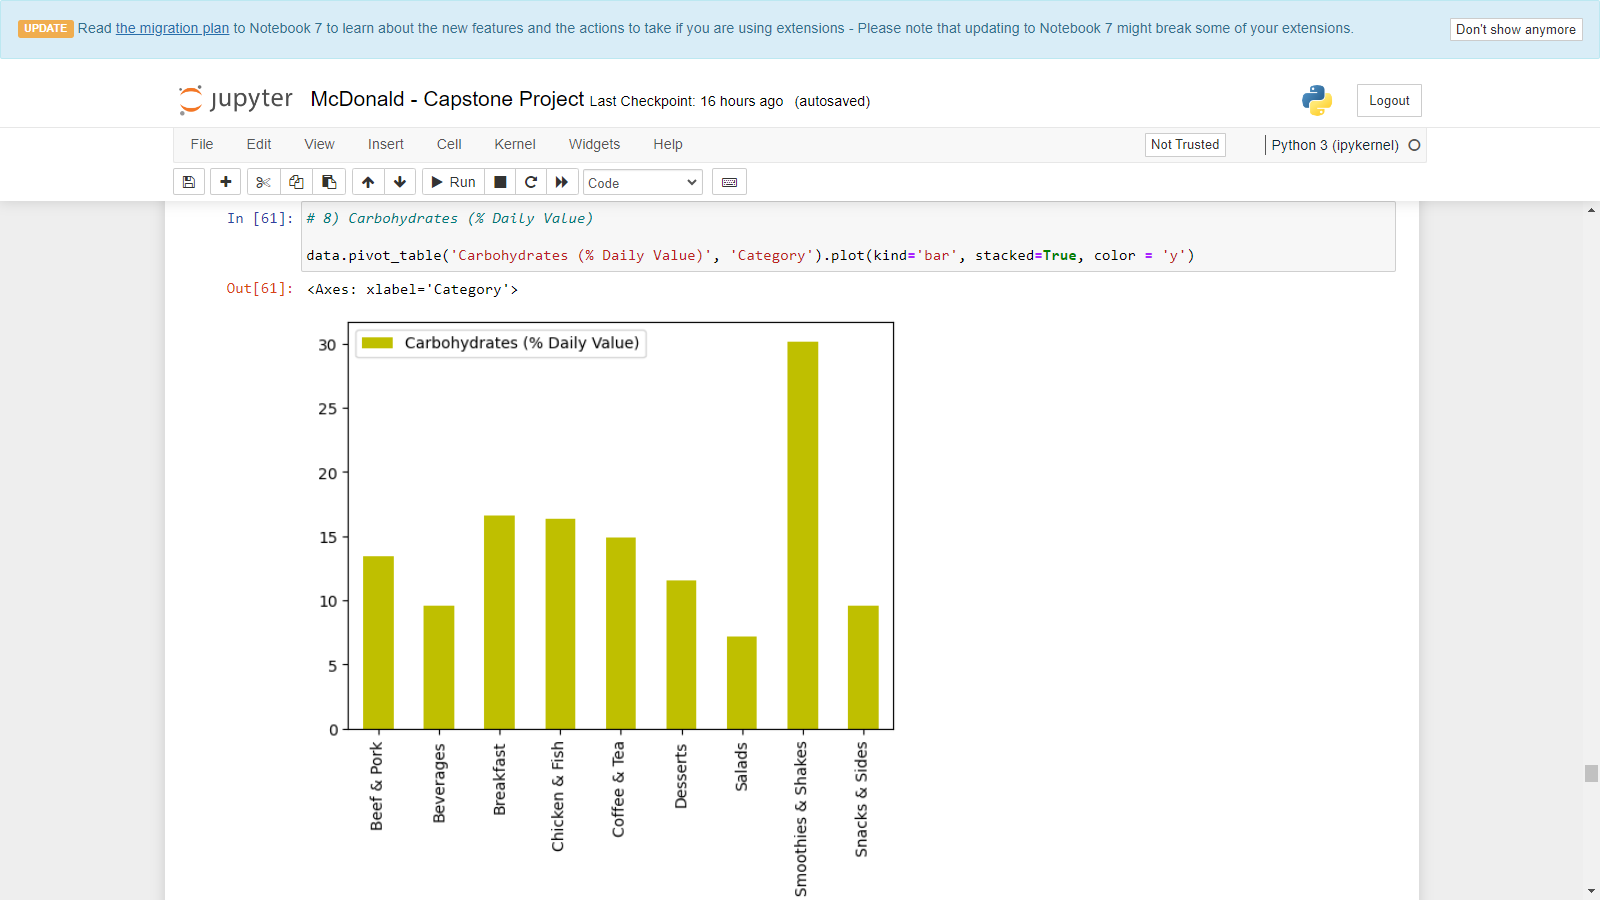 UPDATE Read the migration plan to Notebook 7 to learn about the new features and the actions to take if you are using extensions - Please note that updating to Notebook 7 might break some of your extensions. Don't show anymore
jupyter McDonald - Capstone Project Last Checkpoint: 16 hours ago (autosaved) Logout
File Edit View Insert Cell Kernel Widgets Help Not Trusted Python 3 (ipykernel)
Run Code
In [61]: # 8) Carbohydrates (% Daily Value)
data.pivot_table('Carbohydrates (% Daily Value)', 'Category').plot(kind='bar', stacked=True, color = 'y')
Out[61]: <Axes: xlabel='Category'>
Carbohydrates (% Daily Value)
30
25
20
15
10
5
0
Beef & Pork
Beverages
Breakfast
Chicken & Fish
Coffee & Tea
Desserts
Salads
Smoothies & Shakes
Snacks & Sides